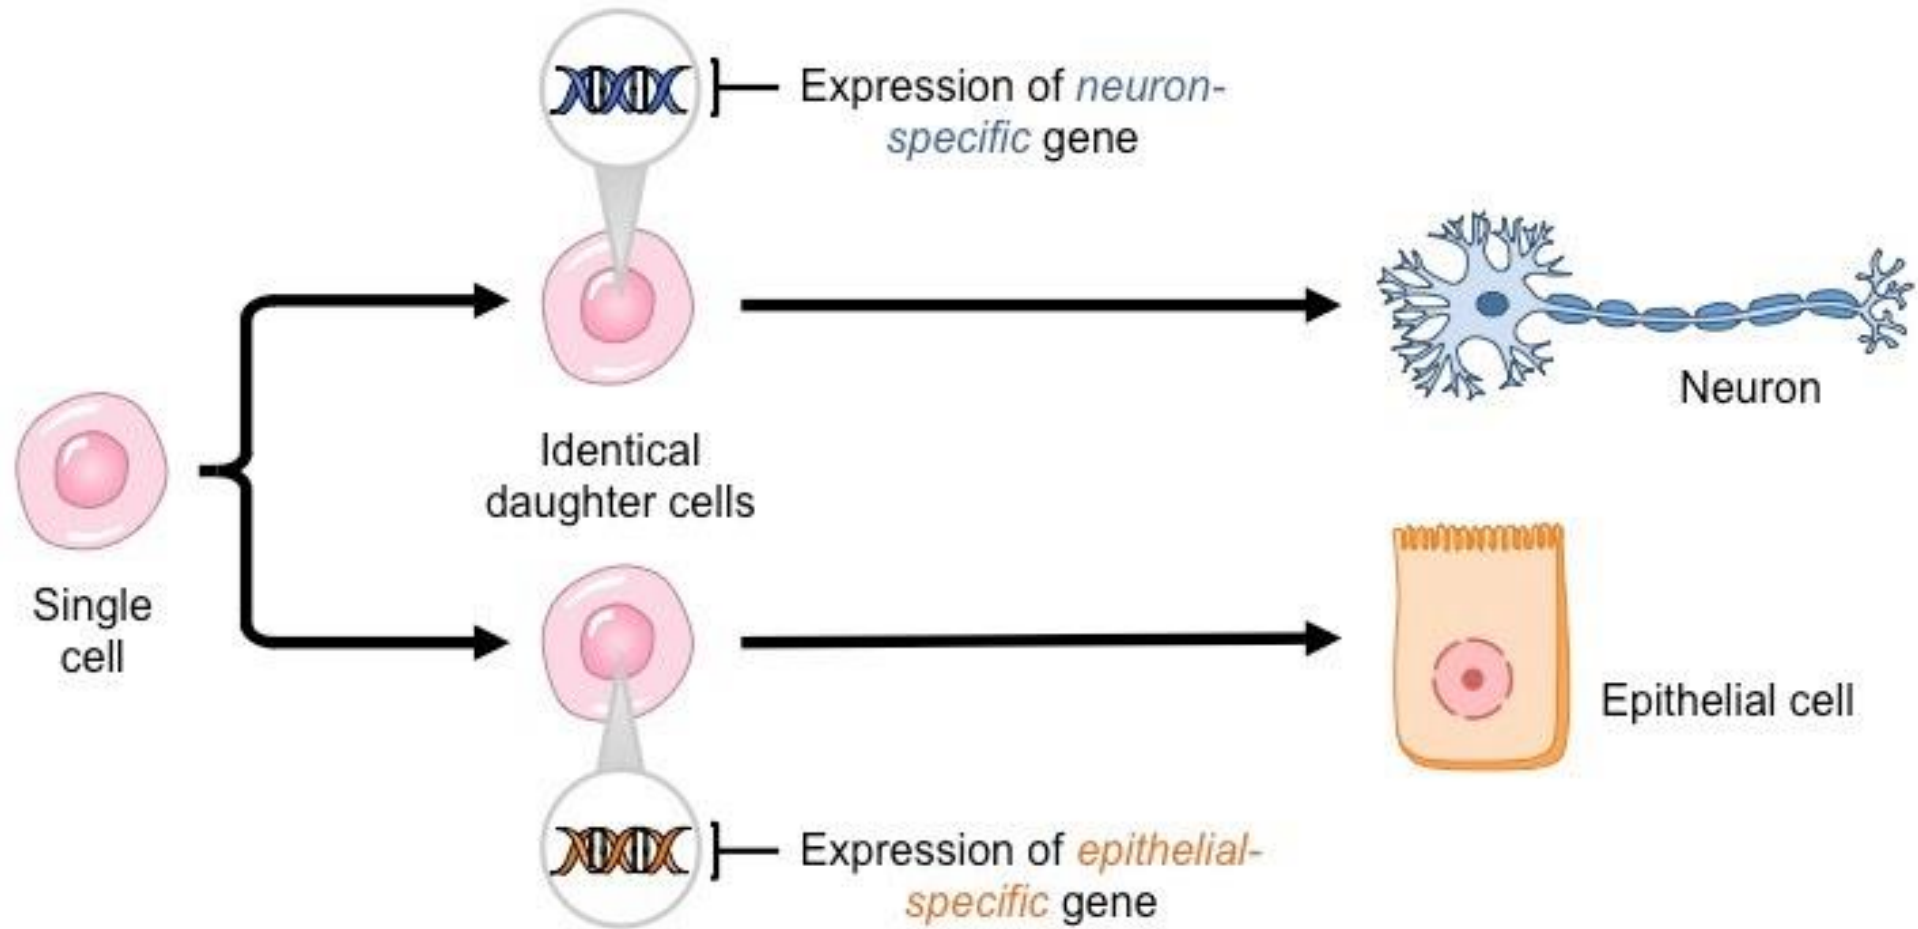 Expression of neuron-
specific gene
Identical
daughter cells
Neuron
Single
cell
Epithelial cell
Expression of epithelial-
specific gene